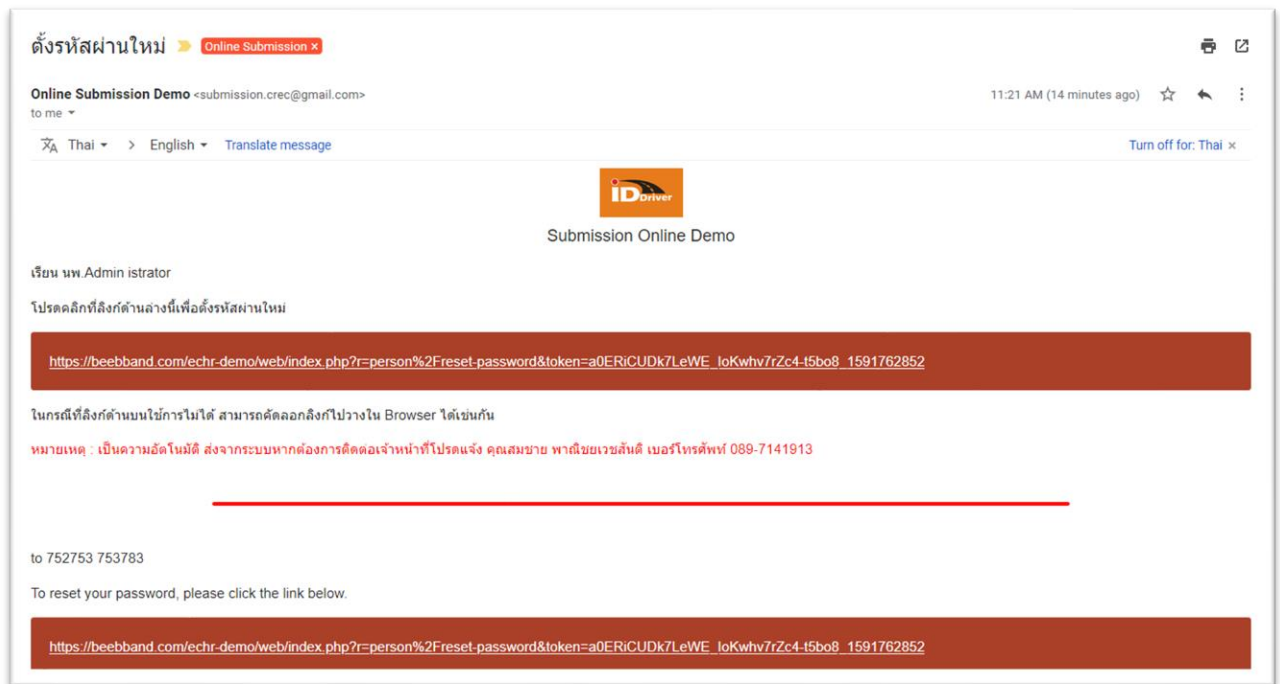 ตั้งรหัสผ่านใหม่ Online Submission ×
Online Submission Demo <submission.crec@gmail.com> 11:21 AM (14 minutes ago)
to me
Thai > English Translate message Turn off for: Thai ×
iDDriver
Submission Online Demo
เรียน นพ.Admin istrator
โปรดคลิกที่ลิงก์ด้านล่างนี้เพื่อตั้งรหัสผ่านใหม่
https://beebband.com/echr-demo/web/index.php?r=person%2Freset-password&token=a0ERiCUDk7LeWE_IoKwhv7rZc4-t5bo8_1591762852
ในกรณีที่ลิงก์ด้านบนใช้การไม่ได้ สามารถคัดลอกลิงก์ไปวางใน Browser ได้เช่นกัน
หมายเหตุ : เป็นความอัตโนมัติ ส่งจากระบบหากต้องการติดต่อเจ้าหน้าที่โปรดแจ้ง คุณสมชาย พาณิชยเวชสันติ เบอร์โทรศัพท์ 089-7141913
to 752753 753783
To reset your password, please click the link below.
https://beebband.com/echr-demo/web/index.php?r=person%2Freset-password&token=a0ERiCUDk7LeWE_IoKwhv7rZc4-t5bo8_1591762852